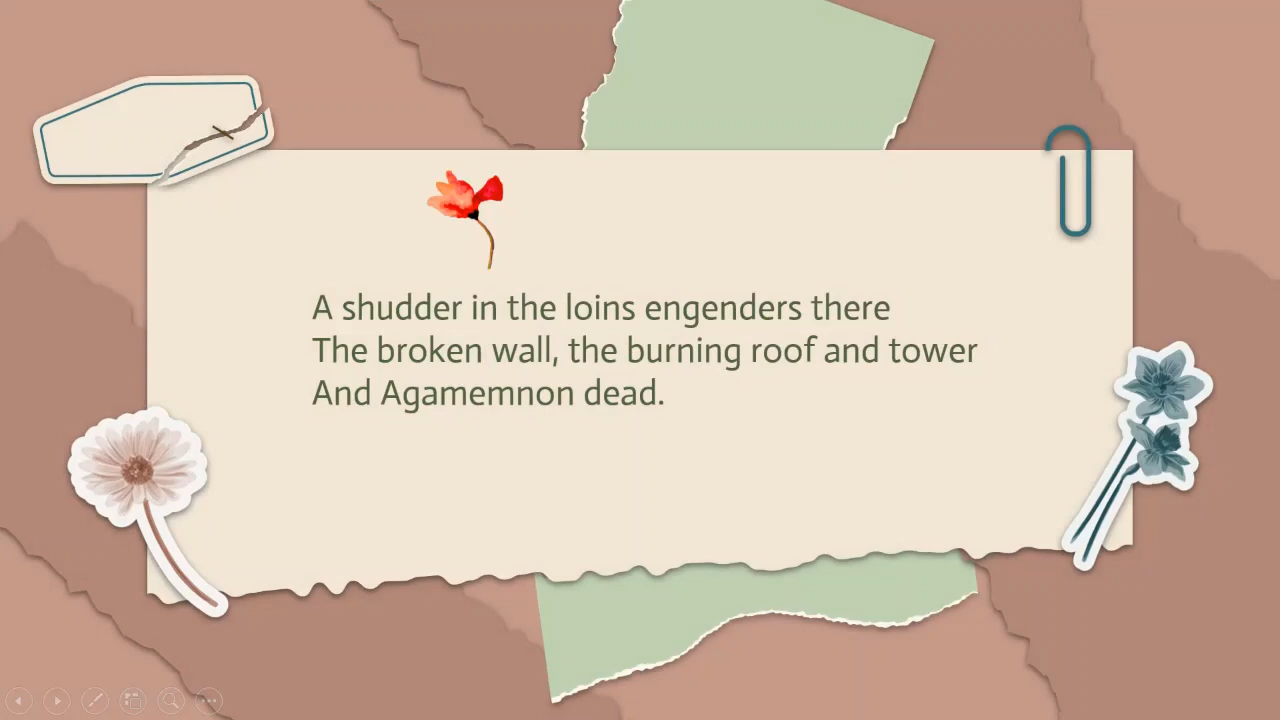 A shudder in the loins engenders there
The broken wall, the burning roof and tower
And Agamemnon dead.